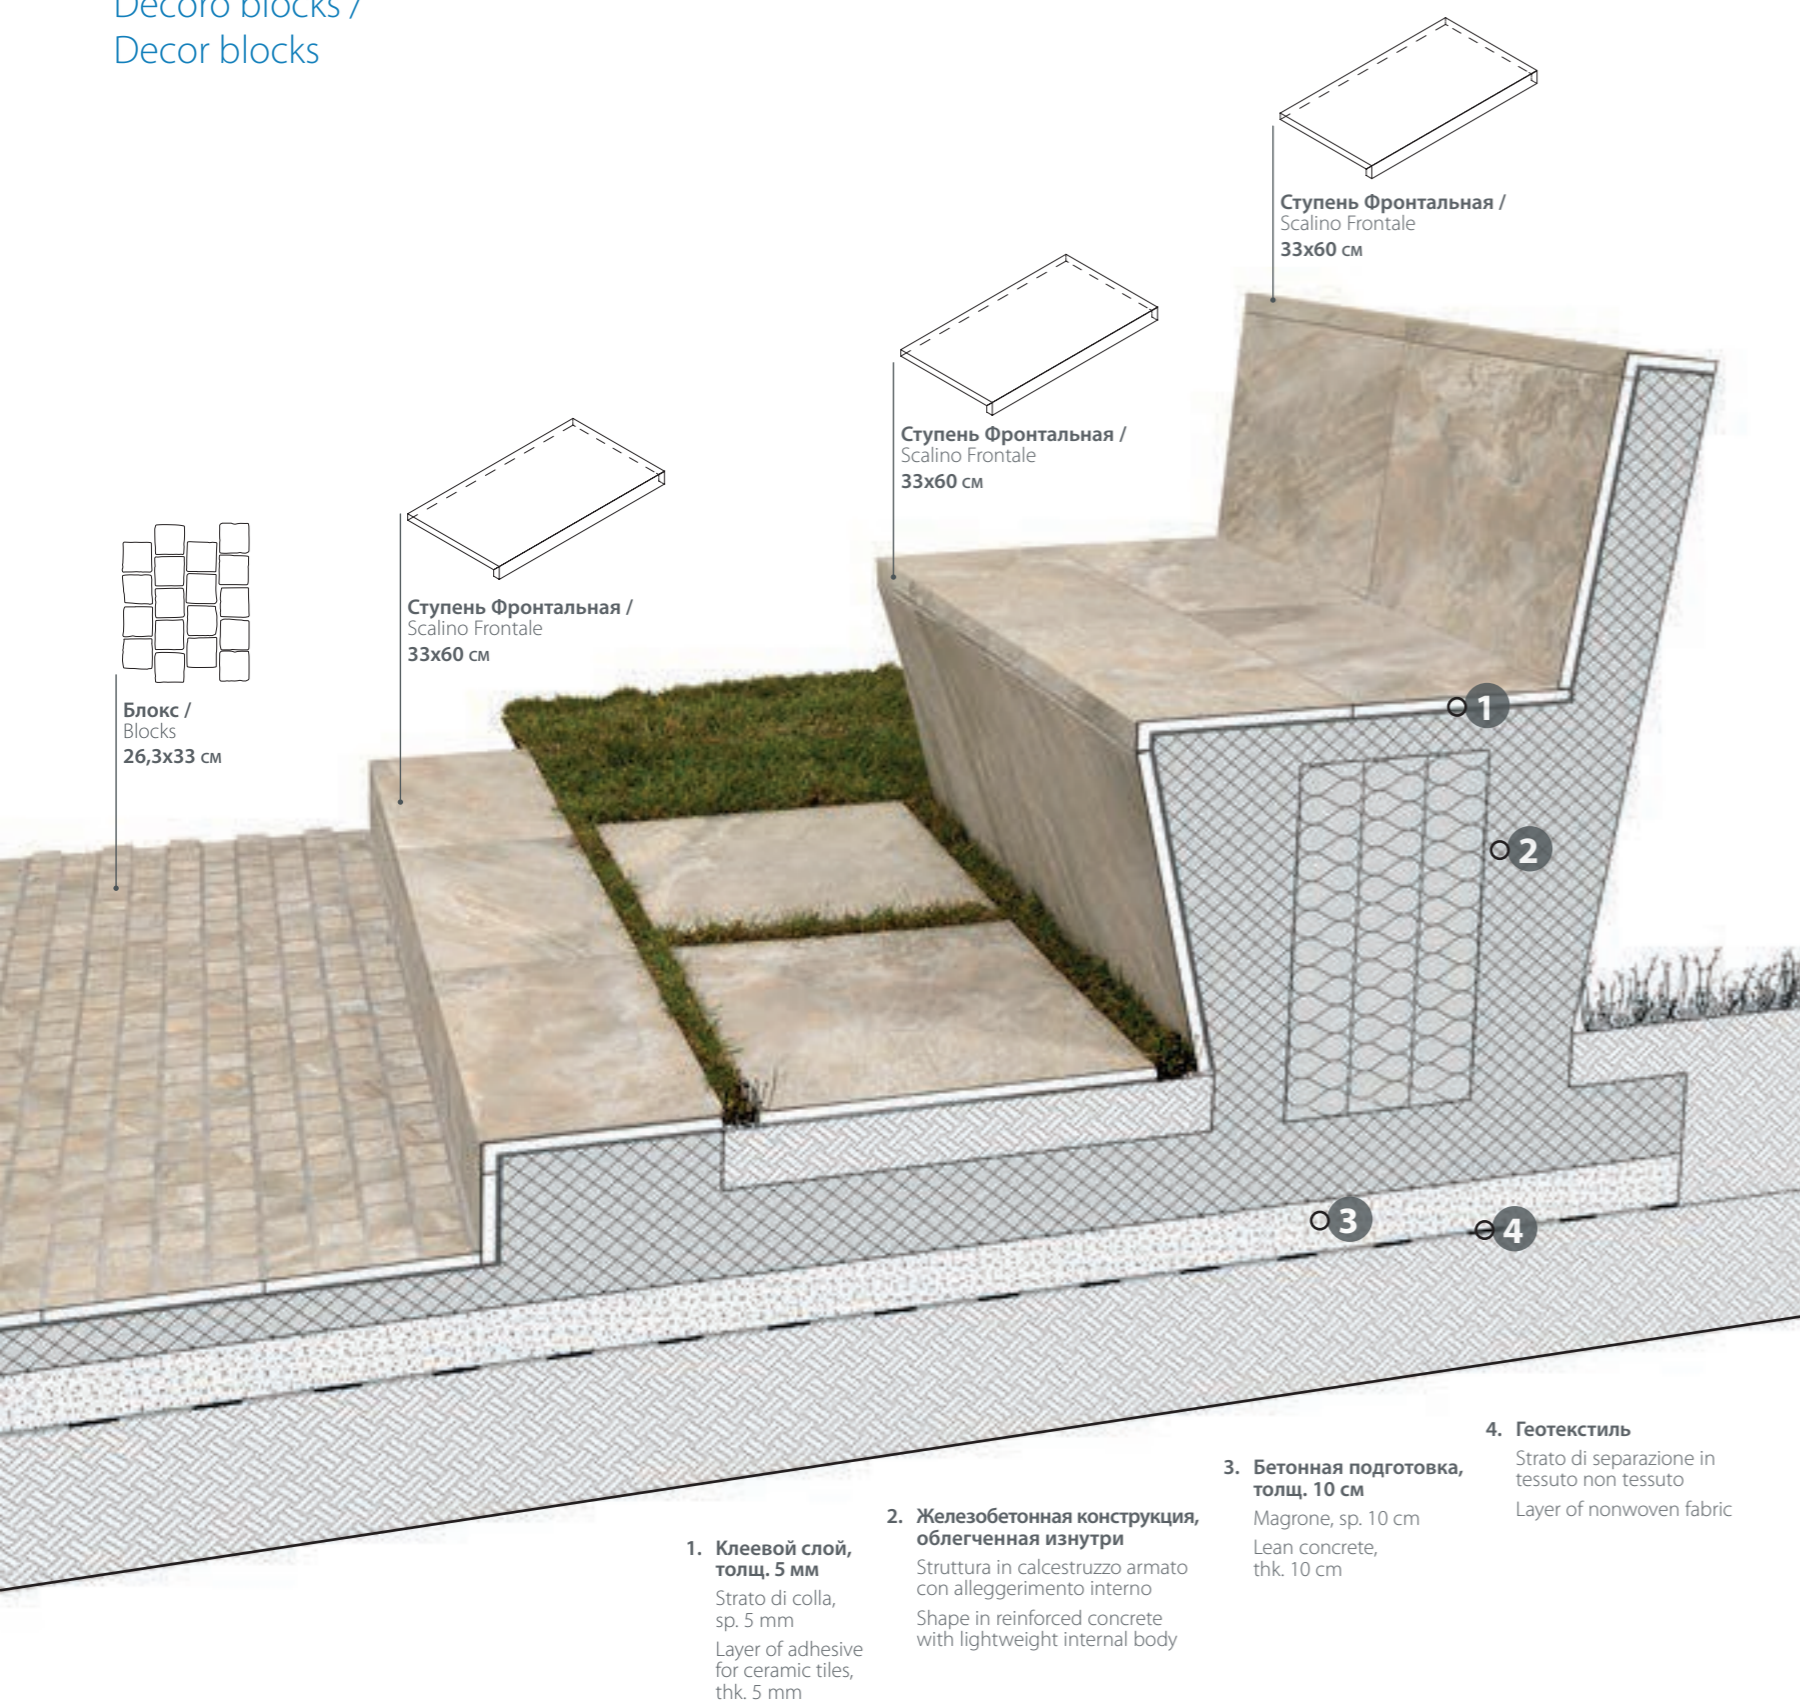 Decoro blocks /
Decor blocks
Ступень Фронтальная /
Scalino Frontale
33x60 см
Ступень Фронтальная /
Scalino Frontale
33x60 см
Ступень Фронтальная /
Scalino Frontale
33x60 см
Блокс /
Blocks
26,3x33 см
1
2
3
4
1. Клеевой слой,
толщ. 5 мм
Strato di colla,
sp. 5 mm
Layer of adhesive
for ceramic tiles,
thk. 5 mm
2. Железобетонная конструкция,
облегченная изнутри
Struttura in calcestruzzo armato
con alleggerimento interno
Shape in reinforced concrete
with lightweight internal body
3. Бетонная подготовка,
толщ. 10 см
Magrone, sp. 10 cm
Lean concrete,
thk. 10 cm
4. Геотекстиль
Strato di separazione in
tessuto non tessuto
Layer of nonwoven fabric